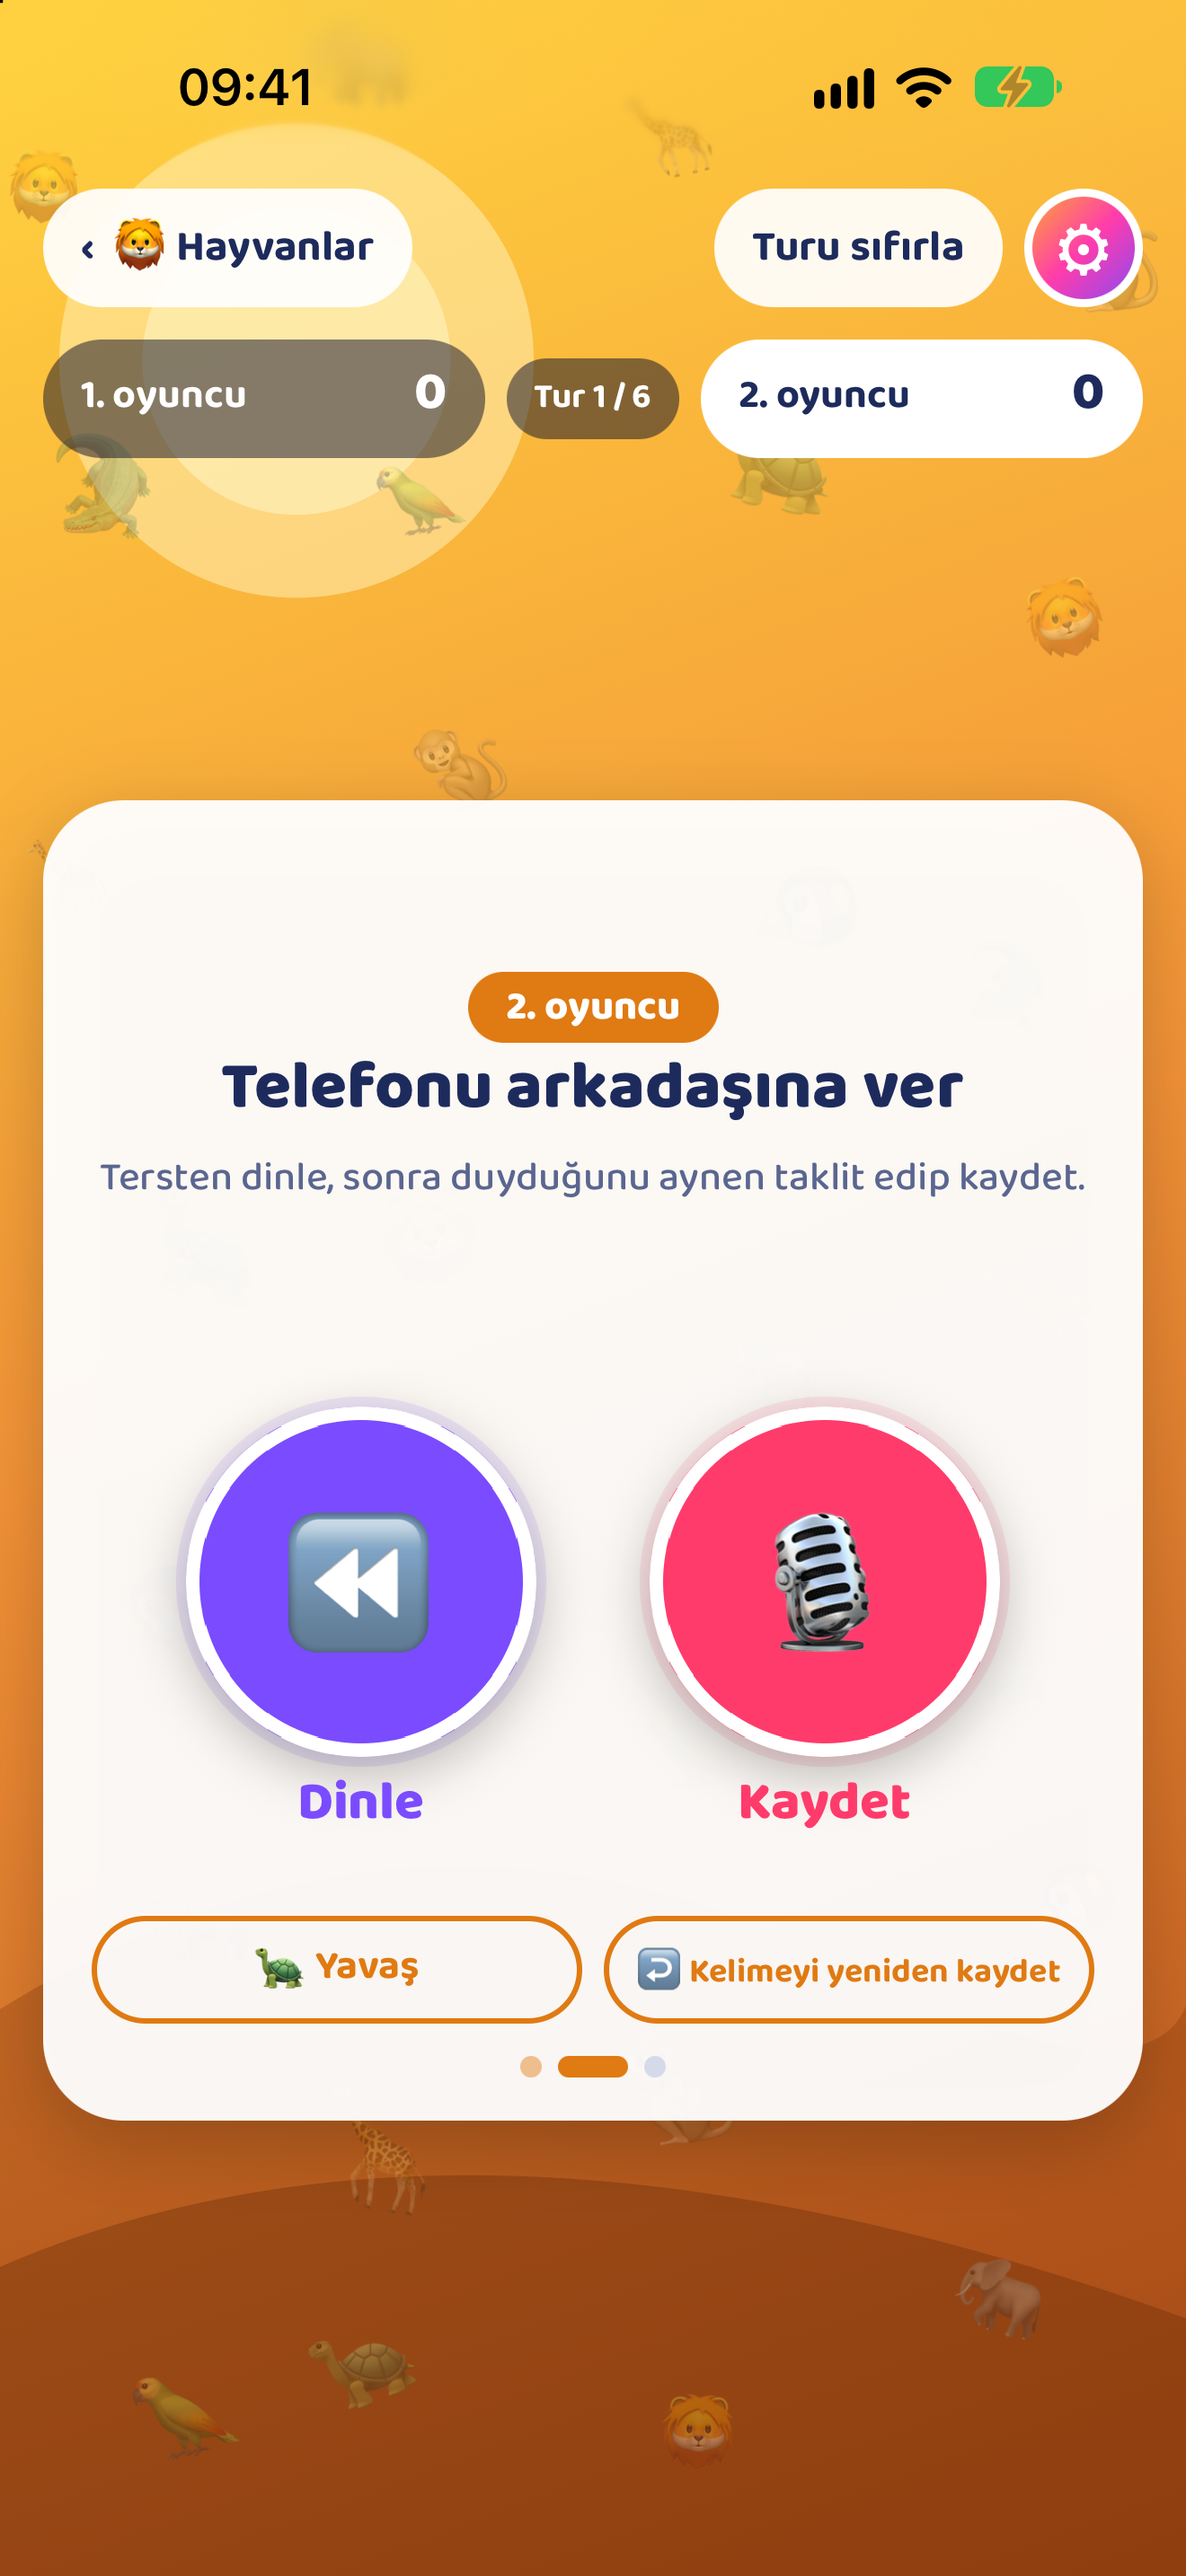 09:41
‹ Hayvanlar
Turu sıfırla
1. oyuncu 0
Tur 1 / 6
2. oyuncu 0
2. oyuncu
Telefonu arkadaşına ver
Tersten dinle, sonra duyduğunu aynen taklit edip kaydet.
Dinle
Kaydet
Yavaş
Kelimeyi yeniden kaydet